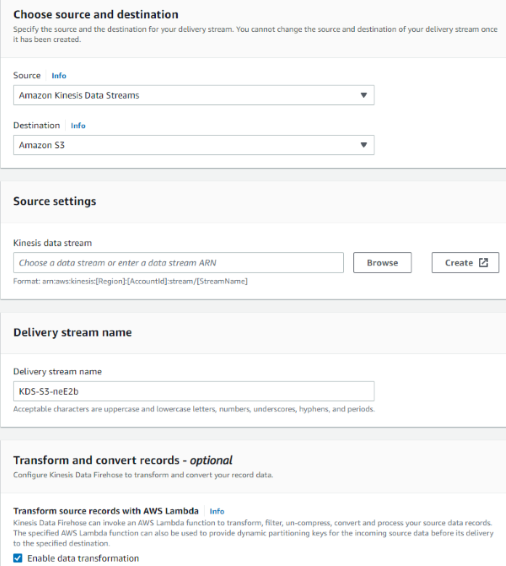 Choose source and destination
Specify the source and the destination for your delivery stream. You cannot change the source and destination of your delivery stream once
it has been created.
Source Info
Amazon Kinesis Data Streams
Destination Info
Amazon S3
Source settings
Kinesis data stream
Choose a data stream or enter a data stream ARN
Browse
Create
Format: arn:aws:kinesis:[Region]:[AccountId]:stream/[StreamName]
Delivery stream name
Delivery stream name
KDS-S3-neE2b
Acceptable characters are uppercase and lowercase letters, numbers, underscores, hyphens, and periods.
Transform and convert records - optional
Configure Kinesis Data Firehose to transform and convert your record data.
Transform source records with AWS Lambda Info
Kinesis Data Firehose can invoke an AWS Lambda function to transform, filter, un-compress, convert and process your source data records.
The specified AWS Lambda function can also be used to provide dynamic partitioning keys for the incoming source data before its delivery
to the specified destination.
Enable data transformation